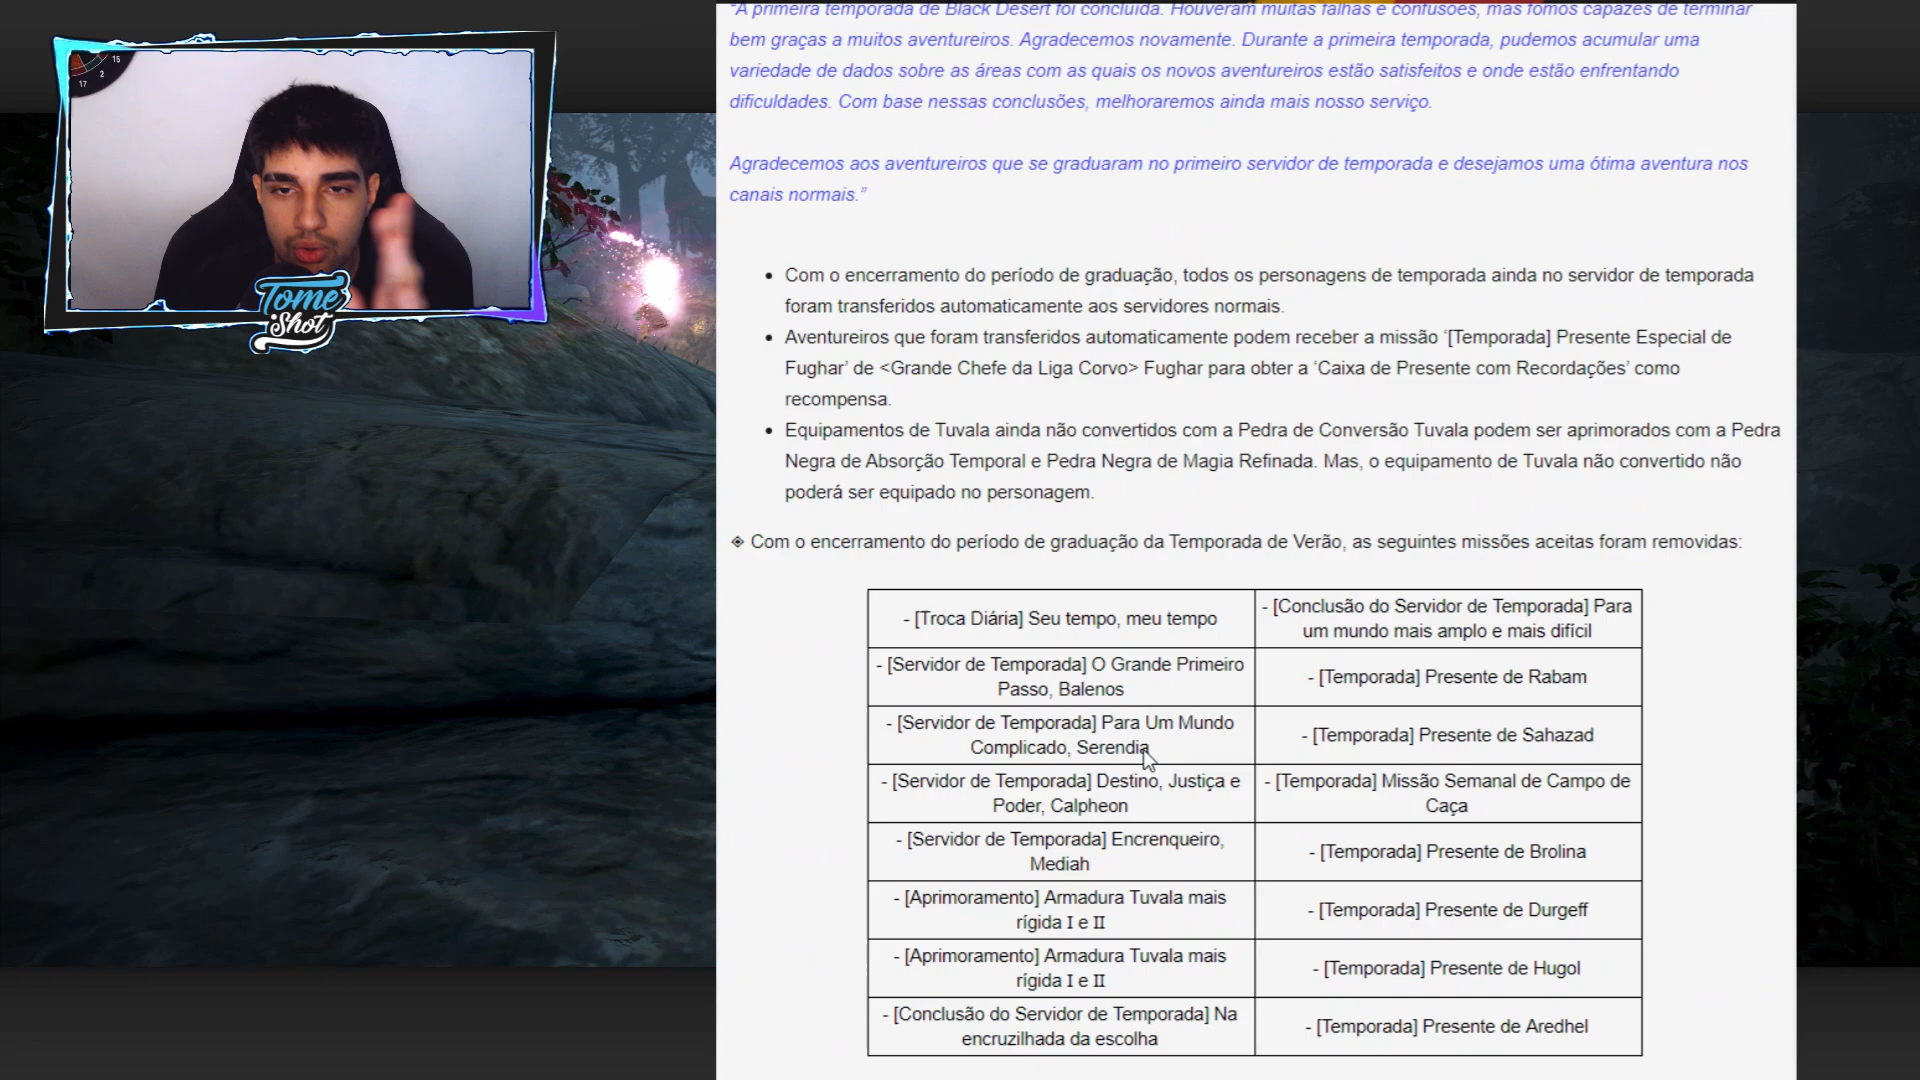 15
2
17
Tome
Shot
“A primeira temporada de Black Desert foi concluída. Houveram muitas falhas e confusões, mas fomos capazes de terminar
bem graças a muitos aventureiros. Agradecemos novamente. Durante a primeira temporada, pudemos acumular uma
variedade de dados sobre as áreas com as quais os novos aventureiros estão satisfeitos e onde estão enfrentando
dificuldades. Com base nessas conclusões, melhoraremos ainda mais nosso serviço.
Agradecemos aos aventureiros que se graduaram no primeiro servidor de temporada e desejamos uma ótima aventura nos
canais normais.”
• Com o encerramento do período de graduação, todos os personagens de temporada ainda no servidor de temporada
foram transferidos automaticamente aos servidores normais.
• Aventureiros que foram transferidos automaticamente podem receber a missão ‘[Temporada] Presente Especial de
Fughar’ de <Grande Chefe da Liga Corvo> Fughar para obter a ‘Caixa de Presente com Recordações’ como
recompensa.
• Equipamentos de Tuvala ainda não convertidos com a Pedra de Conversão Tuvala podem ser aprimorados com a Pedra
Negra de Absorção Temporal e Pedra Negra de Magia Refinada. Mas, o equipamento de Tuvala não convertido não
poderá ser equipado no personagem.
◈ Com o encerramento do período de graduação da Temporada de Verão, as seguintes missões aceitas foram removidas:
- [Troca Diária] Seu tempo, meu tempo
- [Conclusão do Servidor de Temporada] Para
um mundo mais amplo e mais difícil
- [Servidor de Temporada] O Grande Primeiro
Passo, Balenos
- [Temporada] Presente de Rabam
- [Servidor de Temporada] Para Um Mundo
Complicado, Serendia
- [Temporada] Presente de Sahazad
- [Servidor de Temporada] Destino, Justiça e
Poder, Calpheon
- [Temporada] Missão Semanal de Campo de
Caça
- [Servidor de Temporada] Encrenqueiro,
Mediah
- [Temporada] Presente de Brolina
- [Aprimoramento] Armadura Tuvala mais
rígida I e II
- [Temporada] Presente de Durgeff
- [Aprimoramento] Armadura Tuvala mais
rígida I e II
- [Temporada] Presente de Hugol
- [Conclusão do Servidor de Temporada] Na
encruzilhada da escolha
- [Temporada] Presente de Aredhel